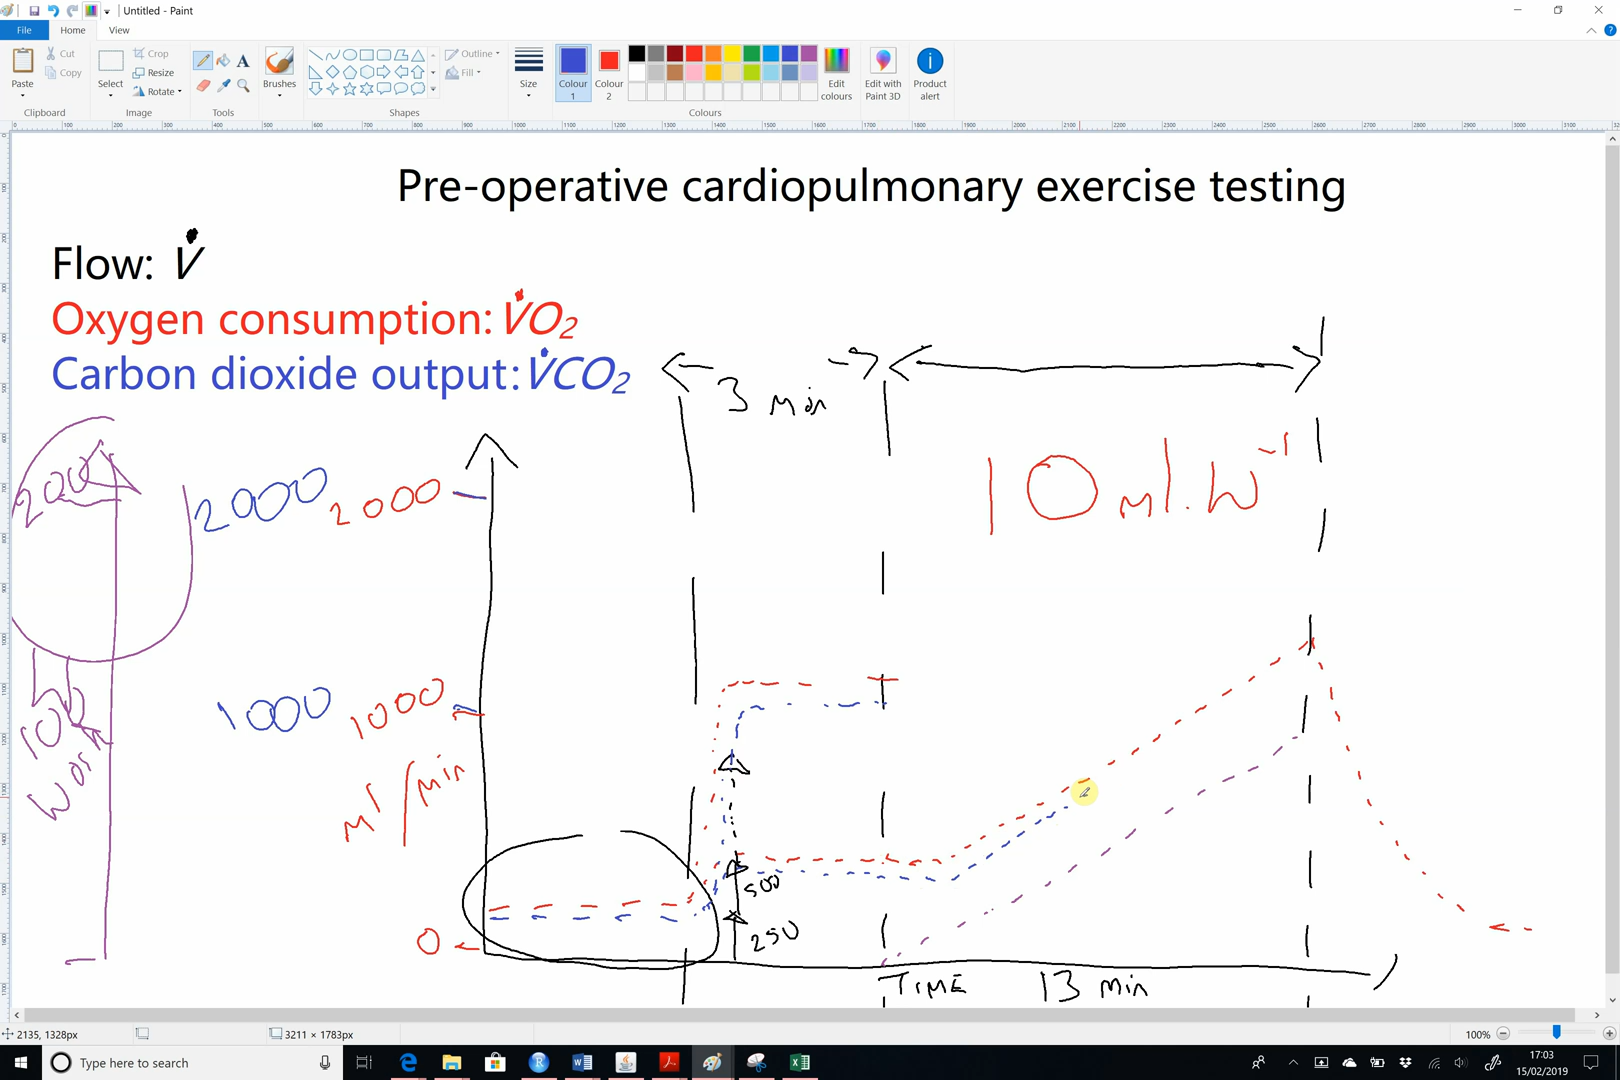 Untitled - Paint
File
Home
View
Paste
Cut
Copy
Clipboard
Select
Crop
Resize
Rotate
Image
Tools
Brushes
Shapes
Outline
Fill
Size
Colour 1
Colour 2
Edit colours
Edit with Paint 3D
Product alert
Colours
Pre-operative cardiopulmonary exercise testing
Flow: V̇
Oxygen consumption: V̇O₂
Carbon dioxide output: V̇CO₂
3 min
10 ml.W⁻¹
200
2000
2000
100
Work
1000
1000
ml/min
500
250
0
TIME
13 min
2135, 1328px
3211 × 1783px
100%
Type here to search
17:03
15/02/2019